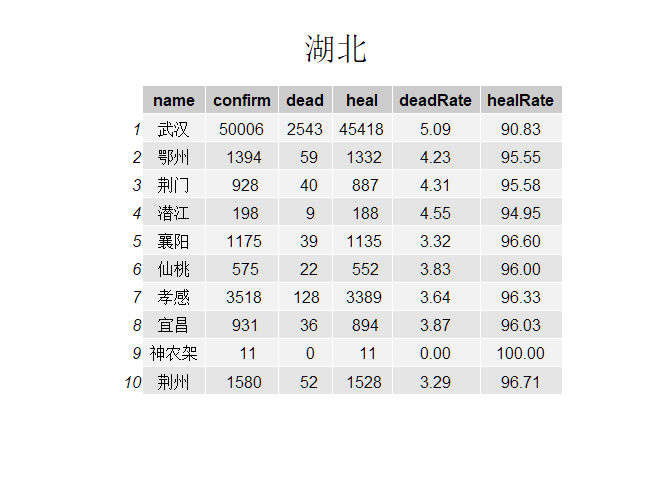 湖北
name confirm dead heal deadRate healRate
1 武汉 50006 2543 45418 5.09 90.83
2 鄂州 1394 59 1332 4.23 95.55
3 荆门 928 40 887 4.31 95.58
4 潜江 198 9 188 4.55 94.95
5 襄阳 1175 39 1135 3.32 96.60
6 仙桃 575 22 552 3.83 96.00
7 孝感 3518 128 3389 3.64 96.33
8 宜昌 931 36 894 3.87 96.03
9 神农架 11 0 11 0.00 100.00
10 荆州 1580 52 1528 3.29 96.71